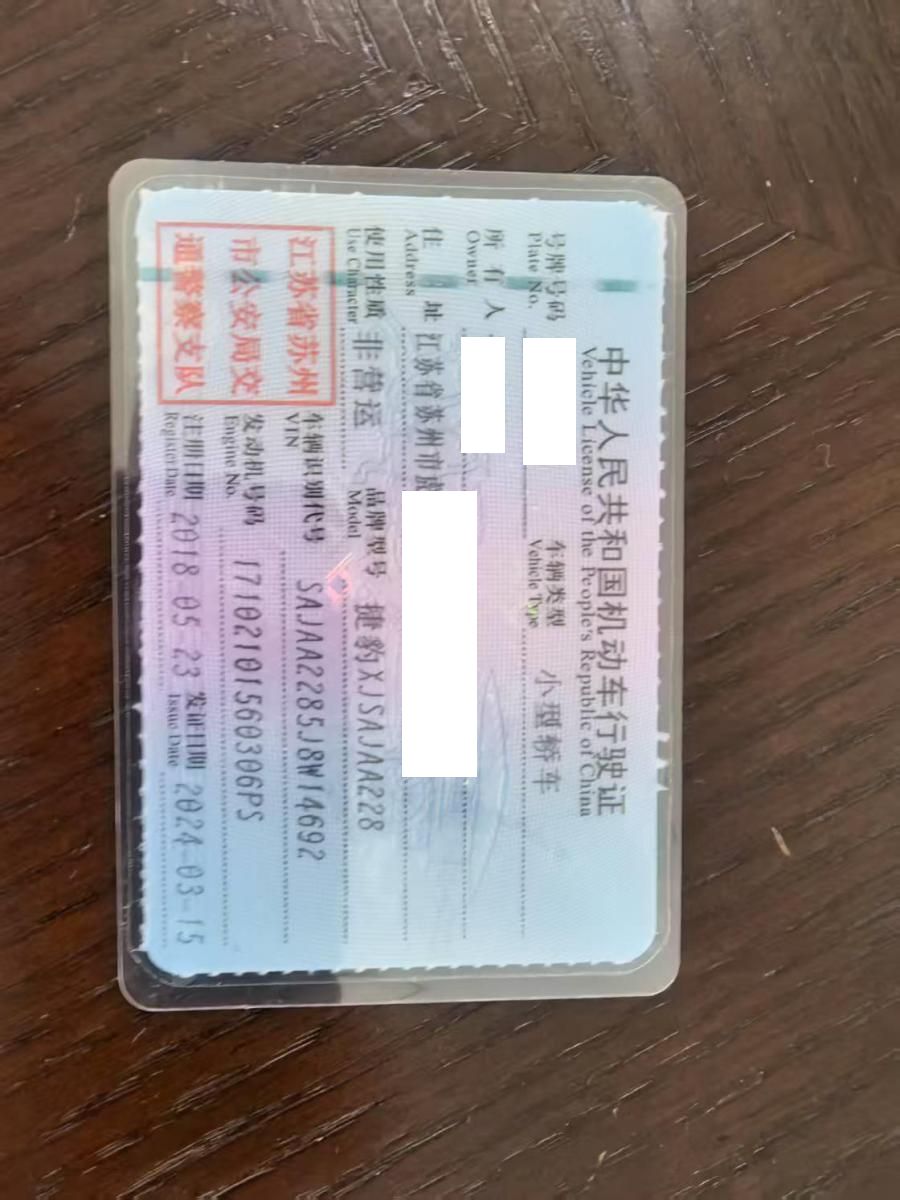 中华人民共和国机动车行驶证
Vehicle License of the People's Republic of China
号牌号码 车辆类型 小型轿车
Plate No. Vehicle Type
所有人
Owner
住址 江苏省苏州市虎
Address
使用性质 非营运 品牌型号 捷豹XJSAJAA228
Use Character Model
江苏省苏州
市公安局交
通警察支队
车辆识别代号 SAJAA2285J8W14692
VIN
发动机号码 171021015603 06PS
Engine No.
注册日期 2018-05-23 发证日期 2024-03-15
Register Date Issue Date